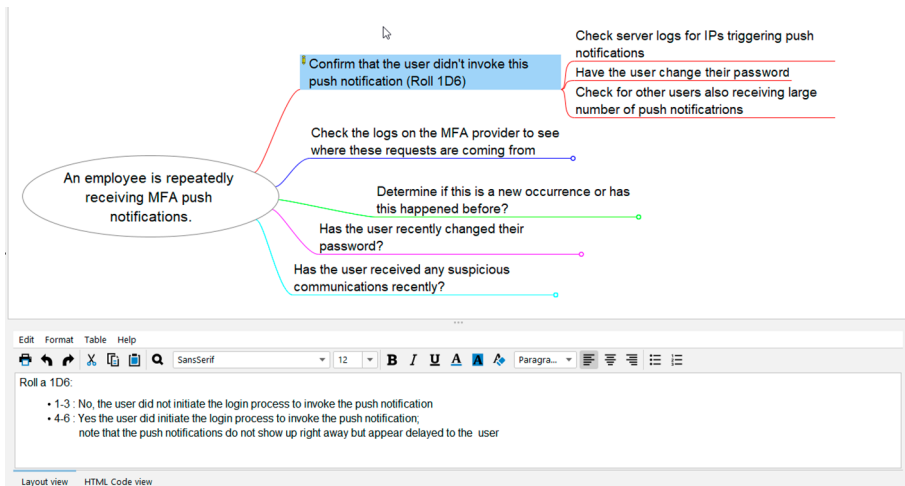 An employee is repeatedly
receiving MFA push
notifications.
Confirm that the user didn't invoke this
push notification (Roll 1D6)
Check server logs for IPs triggering push
notifications
Have the user change their password
Check for other users also receiving large
number of push notificatrions
Check the logs on the MFA provider to see
where these requests are coming from
Determine if this is a new occurrence or has
this happened before?
Has the user recently changed their
password?
Has the user received any suspicious
communications recently?
Edit Format Table Help
SansSerif 12 B I U A A Paragra...
Roll a 1D6:
• 1-3 : No, the user did not initiate the login process to invoke the push notification
• 4-6 : Yes the user did initiate the login process to invoke the push notification;
note that the push notifications do not show up right away but appear delayed to the user
Layout view HTML Code view